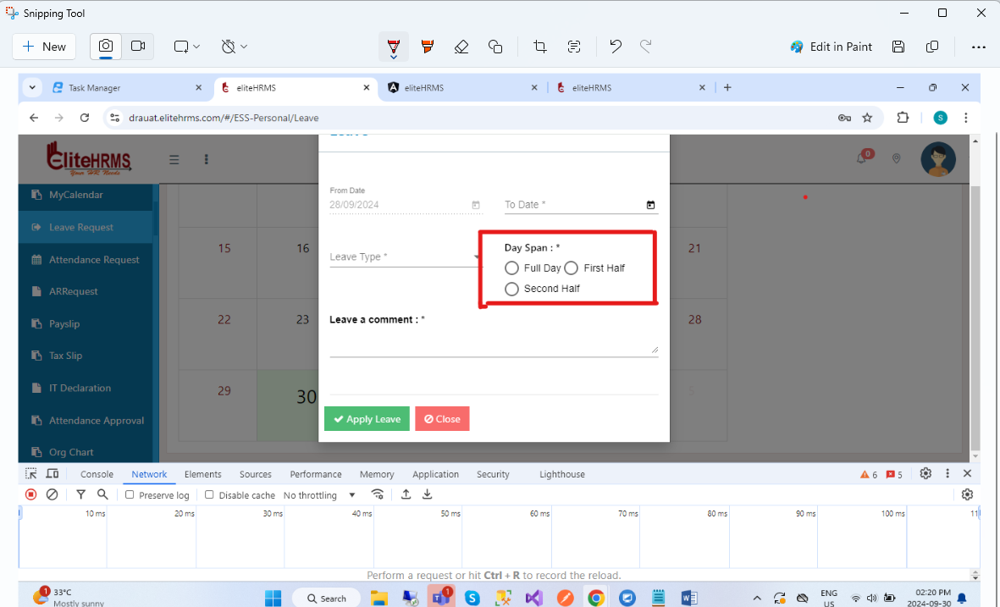 Snipping Tool
New
Edit in Paint
Task Manager
eliteHRMS
eliteHRMS
eliteHRMS
drauat.elitehrms.com/#/ESS-Personal/Leave
S
EliteHRMS
Your HR Needs
0
MyCalendar
Leave Request
Attendance Request
ARRequest
Payslip
Tax Slip
IT Declaration
Attendance Approval
Org Chart
15 16 21
22 23 28
29 30 5
From Date
28/09/2024
To Date *
Leave Type *
Day Span : *
Full Day First Half
Second Half
Leave a comment : *
Apply Leave Close
Console Network Elements Sources Performance Memory Application Security Lighthouse 6 5
Preserve log Disable cache No throttling
10 ms 20 ms 30 ms 40 ms 50 ms 60 ms 70 ms 80 ms 90 ms 100 ms 11
Perform a request or hit Ctrl + R to record the reload.
1
33°C
Mostly sunny
Search
1
ENG
US
02:20 PM
2024-09-30